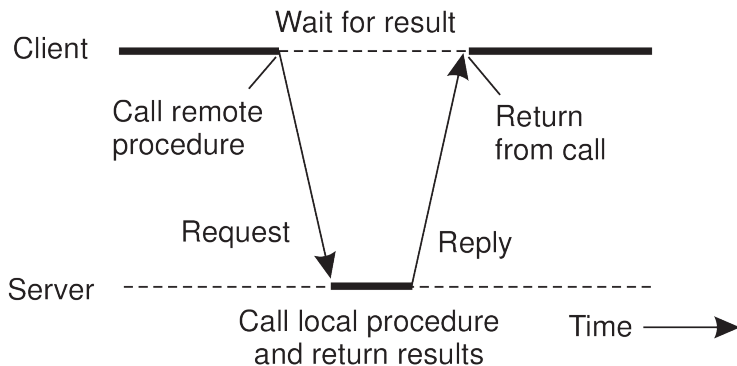 Wait for result
Client
Call remote
procedure
Return
from call
Request
Reply
Server
Call local procedure
and return results
Time